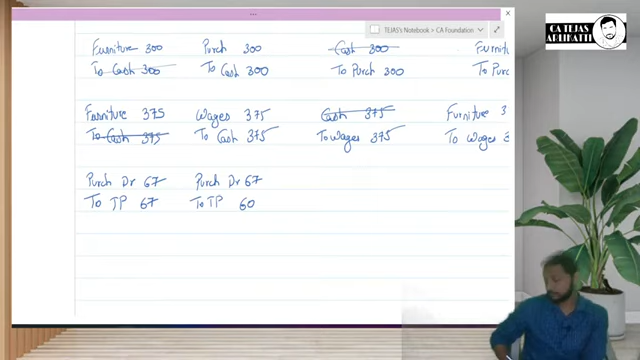 TEJAS's Notebook > CA Foundation
CA TEJAS
Furniture 300 Purch 300 Cash 300
To Cash 300 To Cash 300 To Purch 300 To Purc
Furniture 375 Wages 375 Cash 375 Furniture 3
To Cash 375 To Cash 375 To Wages 375 To Wages 3
Purch Dr 67 Purch Dr 67
To TP 67 To TP 60